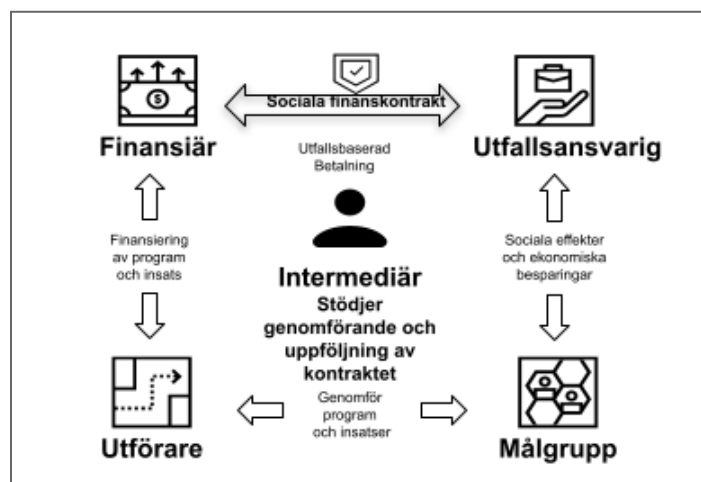 Sociala finanskontrakt
Finansiär
Utfallsansvarig
Utfallsbaserad
Betalning
Finansiering
av program
och insats
Sociala effekter
och ekonomiska
besparingar
Intermediär
Stödjer
genomförande och
uppföljning av
kontraktet
Genomför
program
och insatser
Utförare
Målgrupp